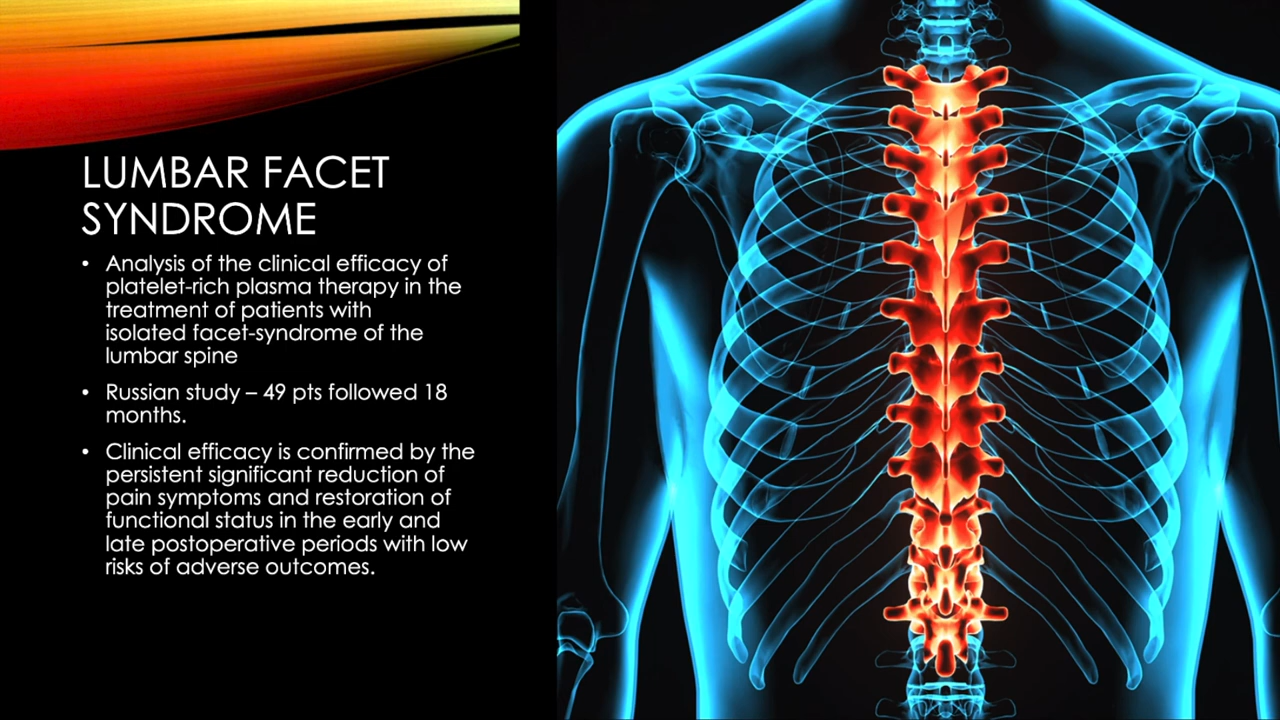 LUMBAR FACET
SYNDROME
• Analysis of the clinical efficacy of
platelet-rich plasma therapy in the
treatment of patients with
isolated facet-syndrome of the
lumbar spine
• Russian study – 49 pts followed 18
months.
• Clinical efficacy is confirmed by the
persistent significant reduction of
pain symptoms and restoration of
functional status in the early and
late postoperative periods with low
risks of adverse outcomes.